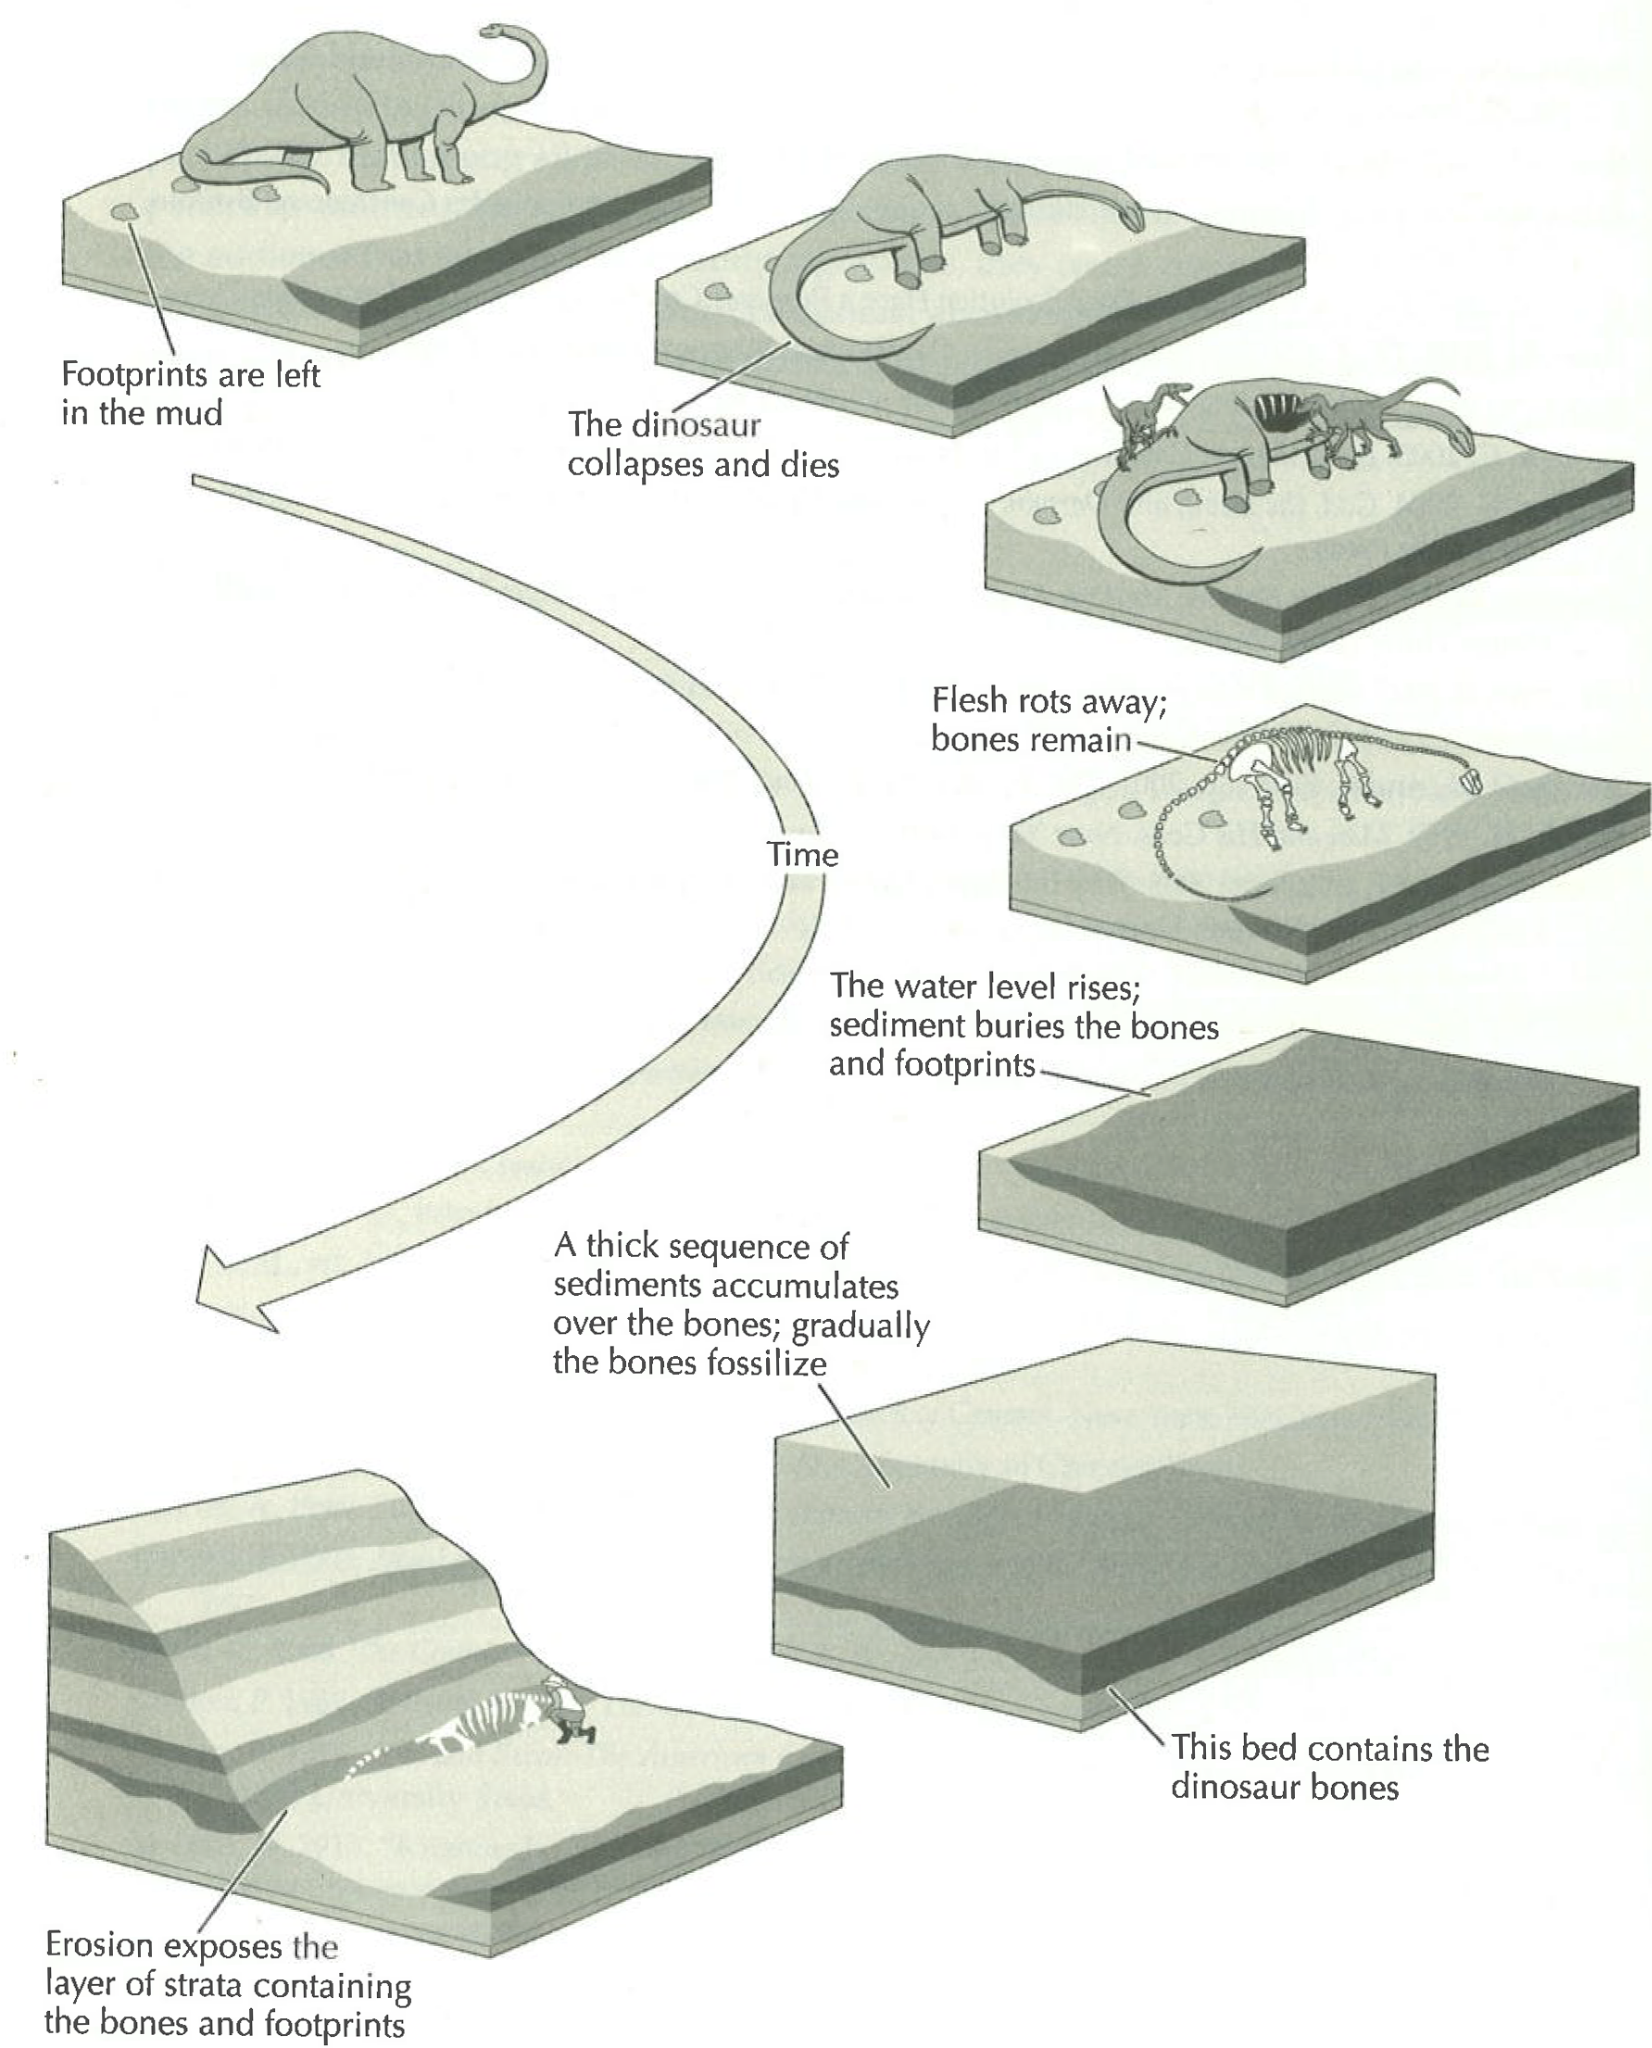 Footprints are left
in the mud
The dinosaur
collapses and dies
Flesh rots away;
bones remain
Time
The water level rises;
sediment buries the bones
and footprints
A thick sequence of
sediments accumulates
over the bones; gradually
the bones fossilize
This bed contains the
dinosaur bones
Erosion exposes the
layer of strata containing
the bones and footprints